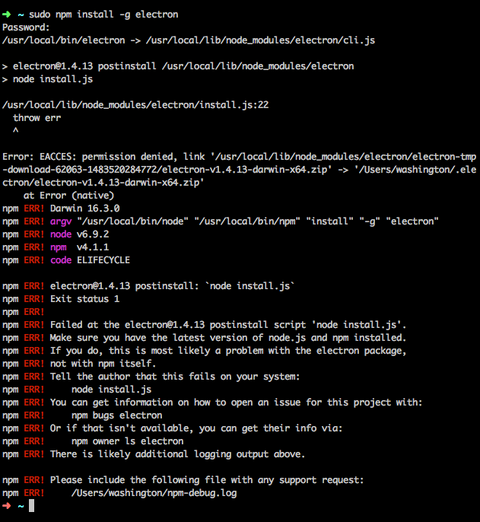 ➜ ~ sudo npm install -g electron
Password:
/usr/local/bin/electron -> /usr/local/lib/node_modules/electron/cli.js
> electron@1.4.13 postinstall /usr/local/lib/node_modules/electron
> node install.js
/usr/local/lib/node_modules/electron/install.js:22
throw err
^
Error: EACCES: permission denied, link '/usr/local/lib/node_modules/electron/electron-tmp
-download-62063-1483520284772/electron-v1.4.13-darwin-x64.zip' -> '/Users/washington/.ele
ctron/electron-v1.4.13-darwin-x64.zip'
at Error (native)
npm ERR! Darwin 16.3.0
npm ERR! argv "/usr/local/bin/node" "/usr/local/bin/npm" "install" "-g" "electron"
npm ERR! node v6.9.2
npm ERR! npm  v4.1.1
npm ERR! code ELIFECYCLE
npm ERR! electron@1.4.13 postinstall: `node install.js`
npm ERR! Exit status 1
npm ERR!
npm ERR! Failed at the electron@1.4.13 postinstall script 'node install.js'.
npm ERR! Make sure you have the latest version of node.js and npm installed.
npm ERR! If you do, this is most likely a problem with the electron package,
npm ERR! not with npm itself.
npm ERR! Tell the author that this fails on your system:
npm ERR!     node install.js
npm ERR! You can get information on how to open an issue for this project with:
npm ERR!     npm bugs electron
npm ERR! Or if that isn't available, you can get their info via:
npm ERR!     npm owner ls electron
npm ERR! There is likely additional logging output above.
npm ERR! Please include the following file with any support request:
npm ERR!     /Users/washington/npm-debug.log
➜ ~